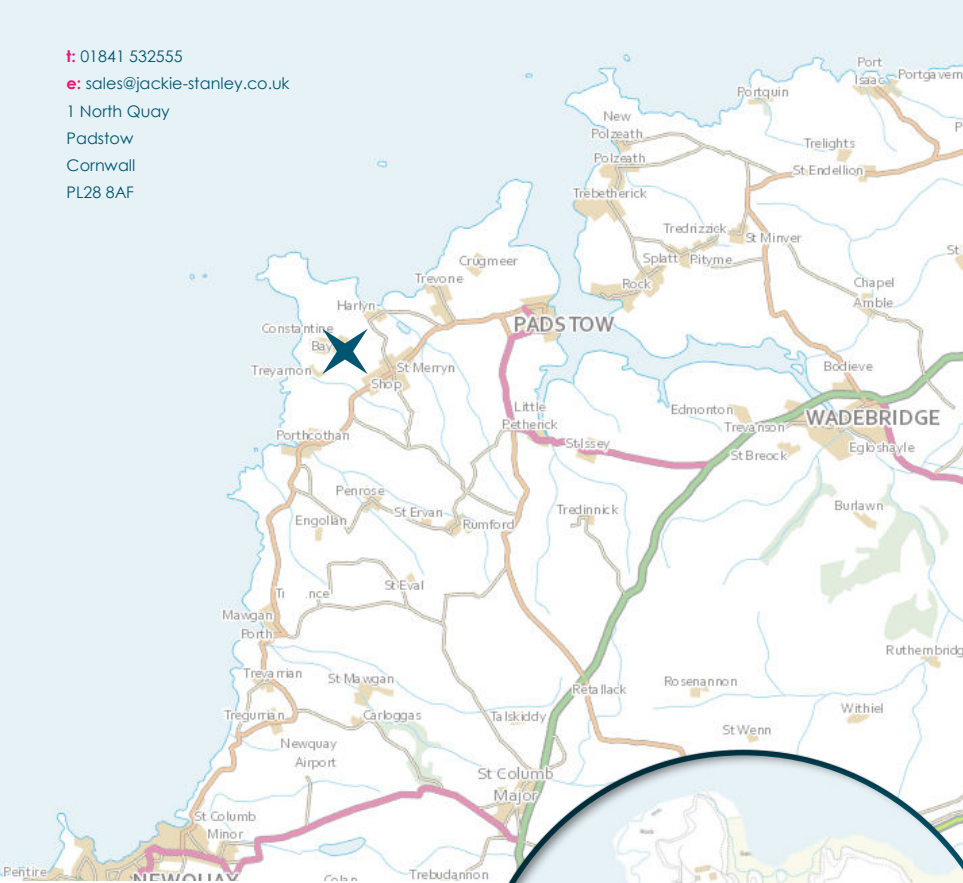 t: 01841 532555
e: sales@jackie-stanley.co.uk
1 North Quay
Padstow
Cornwall
PL28 8AF
Port
Isaac
Portgavern
Portquin
New
Polzeath
Trelights
Polzeath
St Endellion
Trebetherick
Tredrizzick
St Minver
Crugmeer
Splatt
Pityme
St
Trevone
Rock
Chapel
Amble
Harlyn
PADSTOW
Constantine
Bay
Treyarnon
St Merryn
Bodieve
Shop
Little
Petherick
Edmonton
WADEBRIDGE
Trevanson
Porthcothan
St Issey
St Breock
Egloshayle
Penrose
St Ervan
Tredinnick
Burlawn
Engollan
Rumford
St Eval
Mawgan
Porth
Ruthernbridg
Trevarrian
St Mawgan
Retallack
Rosenannon
Tregurrian
Carloggas
Talskiddy
Withiel
St Wenn
Newquay
Airport
St Columb
Major
St Columb
Minor
Pentire
NEWQUAY
Colan
Trebudannon